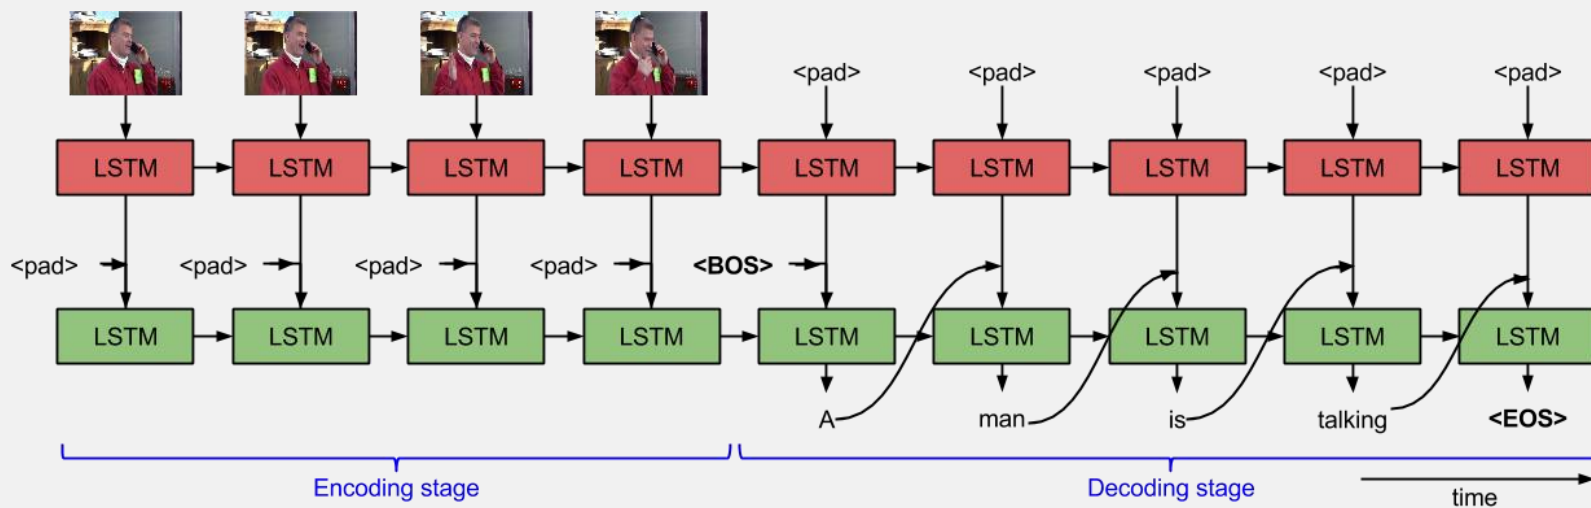 <pad> <pad> <pad> <pad> <pad>
LSTM LSTM LSTM LSTM LSTM LSTM LSTM LSTM LSTM
<pad> <pad> <pad> <pad> <BOS>
LSTM LSTM LSTM LSTM LSTM LSTM LSTM LSTM LSTM
A man is talking <EOS>
Encoding stage Decoding stage
time